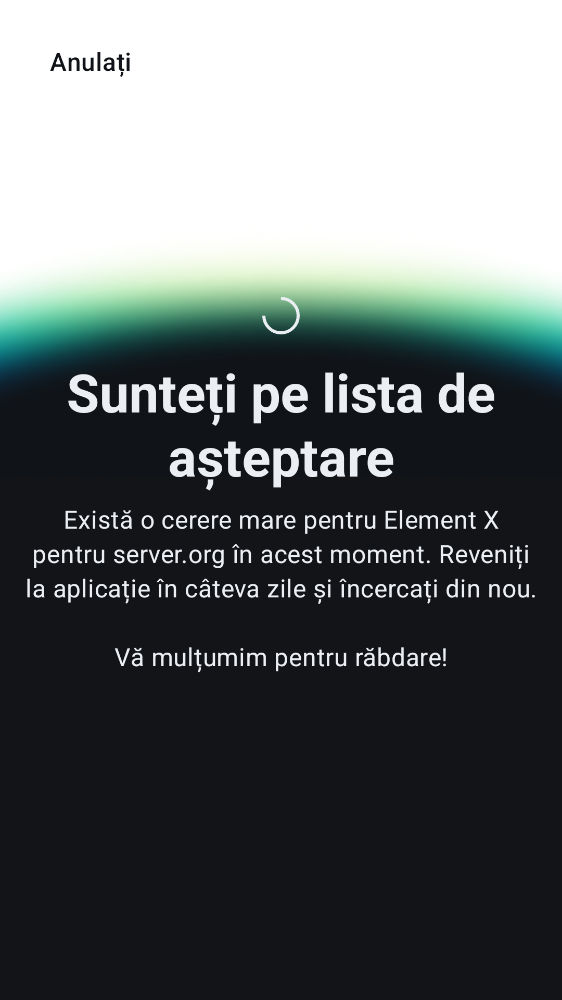 Anulați
Sunteți pe lista de
așteptare
Există o cerere mare pentru Element X
pentru server.org în acest moment. Reveniți
la aplicație în câteva zile și încercați din nou.
Vă mulțumim pentru răbdare!